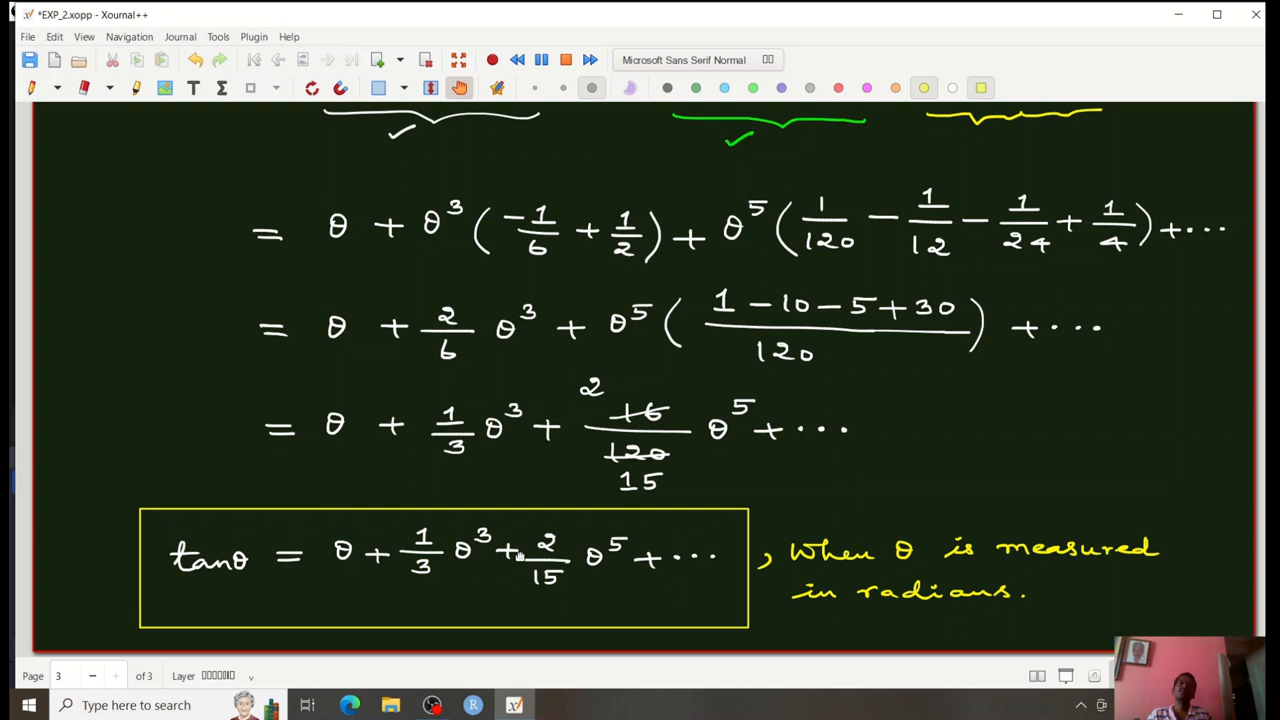 *EXP_2.xopp - Xournal++
File Edit View Navigation Journal Tools Plugin Help
Microsoft Sans Serif Normal
= θ + θ³ (-1/6 + 1/2) + θ⁵ (1/120 - 1/12 - 1/24 + 1/4) + ...
= θ + 2/6 θ³ + θ⁵ ((1 - 10 - 5 + 30)/120) + ...
= θ + 1/3 θ³ + 2 16/120 15 θ⁵ + ...
tanθ = θ + 1/3 θ³ + 2/15 θ⁵ + ... , when θ is measured
in radians.
Page 3 of 3 Layer
Type here to search